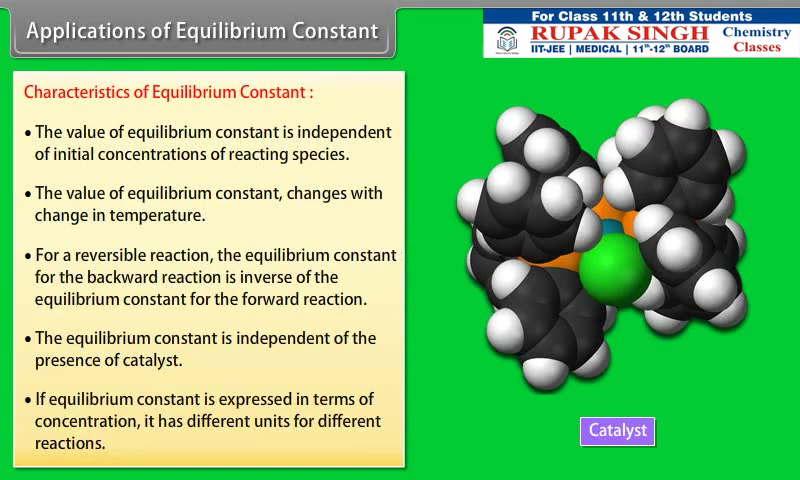 Applications of Equilibrium Constant
For Class 11th & 12th Students
RUPAK SINGH
Chemistry
Classes
IIT-JEE | MEDICAL | 11th-12th BOARD
Characteristics of Equilibrium Constant :
• The value of equilibrium constant is independent
of initial concentrations of reacting species.
• The value of equilibrium constant, changes with
change in temperature.
• For a reversible reaction, the equilibrium constant
for the backward reaction is inverse of the
equilibrium constant for the forward reaction.
• The equilibrium constant is independent of the
presence of catalyst.
• If equilibrium constant is expressed in terms of
concentration, it has different units for different
reactions.
Catalyst